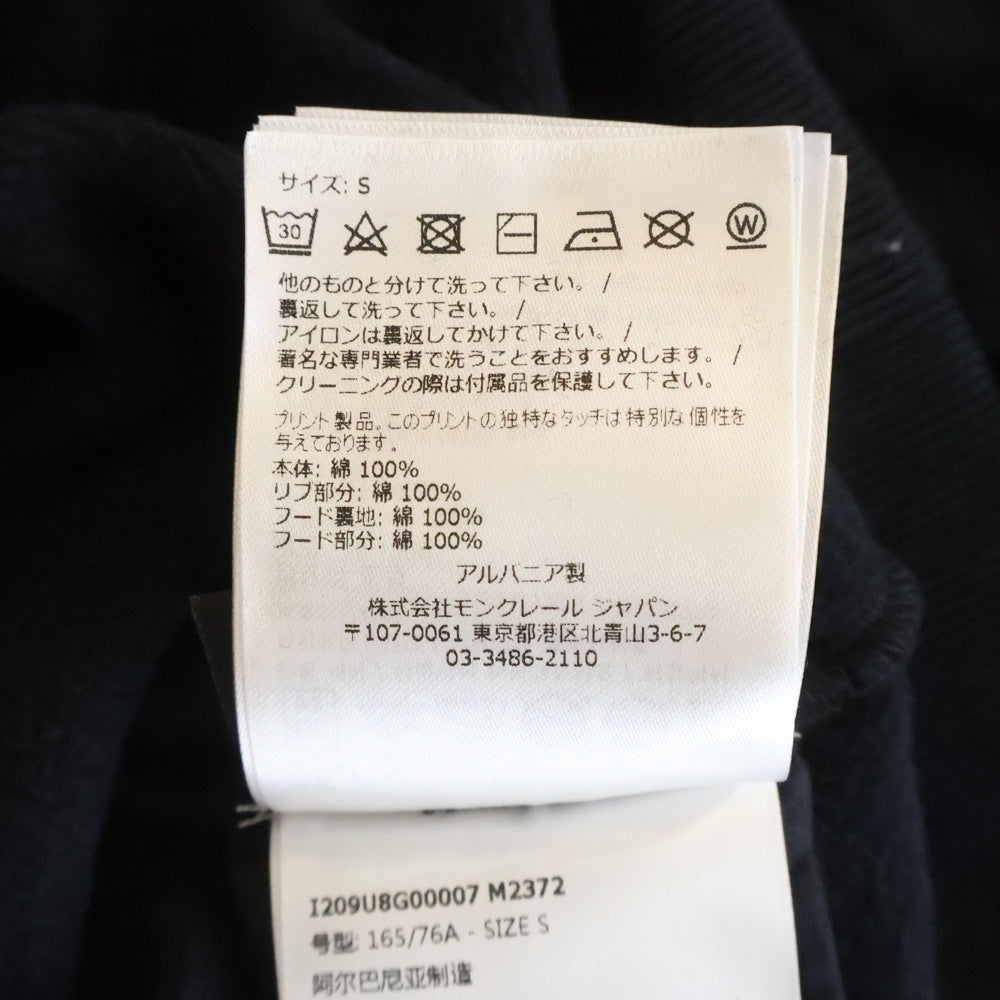 サイズ: S
30 W
他のものと分けて洗って下さい。 /
裏返して洗って下さい。 /
アイロンは裏返してかけて下さい。 /
著名な専門業者で洗うことをおすすめします。 /
クリーニングの際は付属品を保護して下さい。
プリント製品。このプリントの独特なタッチは特別な個性を
与えております。
本体: 綿 100%
リブ部分: 綿 100%
フード裏地: 綿 100%
フード部分: 綿 100%
アルバニア製
株式会社モンクレール ジャパン
〒107-0061 東京都港区北青山3-6-7
03-3486-2110
I209U8G00007 M2372
号型: 165/76A - SIZE S
阿尔巴尼亚制造